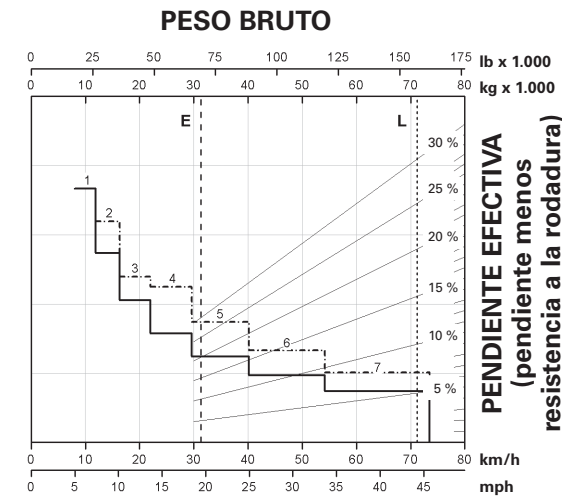 PESO BRUTO
0 25 50 75 100 125 150 175 lb x 1.000
0 10 20 30 40 50 60 70 80 kg x 1.000
E L
30 %
25 %
20 %
15 %
10 %
5 %
1
2
3
4
5
6
7
PENDIENTE EFECTIVA
(pendiente menos
resistencia a la rodadura)
0 10 20 30 40 50 60 70 80 km/h
0 5 10 15 20 25 30 35 40 45 mph